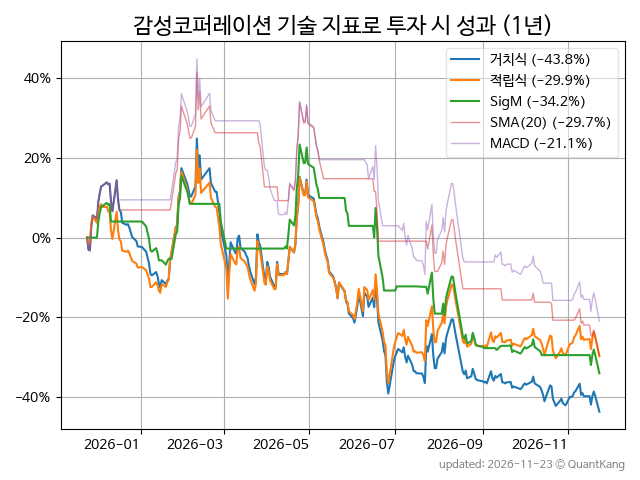 감성코퍼레이션 기술 지표로 투자 시 성과 (1년)
거치식 (−43.8%)
적립식 (−29.9%)
SigM (−34.2%)
SMA(20) (−29.7%)
MACD (−21.1%)
40%
20%
0%
−20%
−40%
2026-01 2026-03 2026-05 2026-07 2026-09 2026-11
updated: 2026-11-23 ⓒ QuantKang